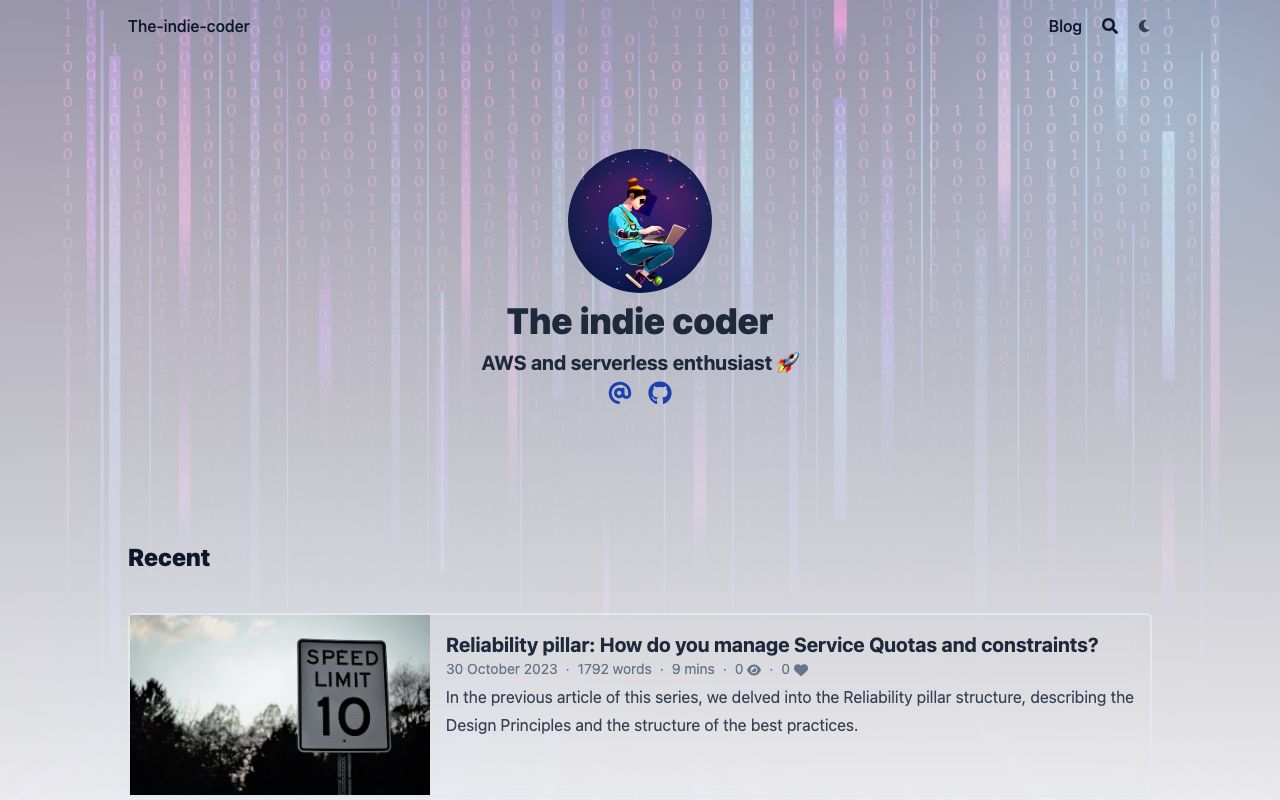 The-indie-coder
Blog
The indie coder
AWS and serverless enthusiast 🚀
Recent
SPEED
LIMIT
10
Reliability pillar: How do you manage Service Quotas and constraints?
30 October 2023 · 1792 words · 9 mins · 0 · 0
In the previous article of this series, we delved into the Reliability pillar structure, describing the
Design Principles and the structure of the best practices.